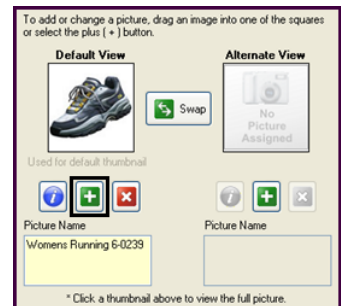 To add or change a picture, drag an image into one of the squares
or select the plus ( + ) button.
Default View
Alternate View
Swap
No
Picture
Assigned
Used for default thumbnail
Picture Name
Picture Name
Womens Running 6-0239
* Click a thumbnail above to view the full picture.